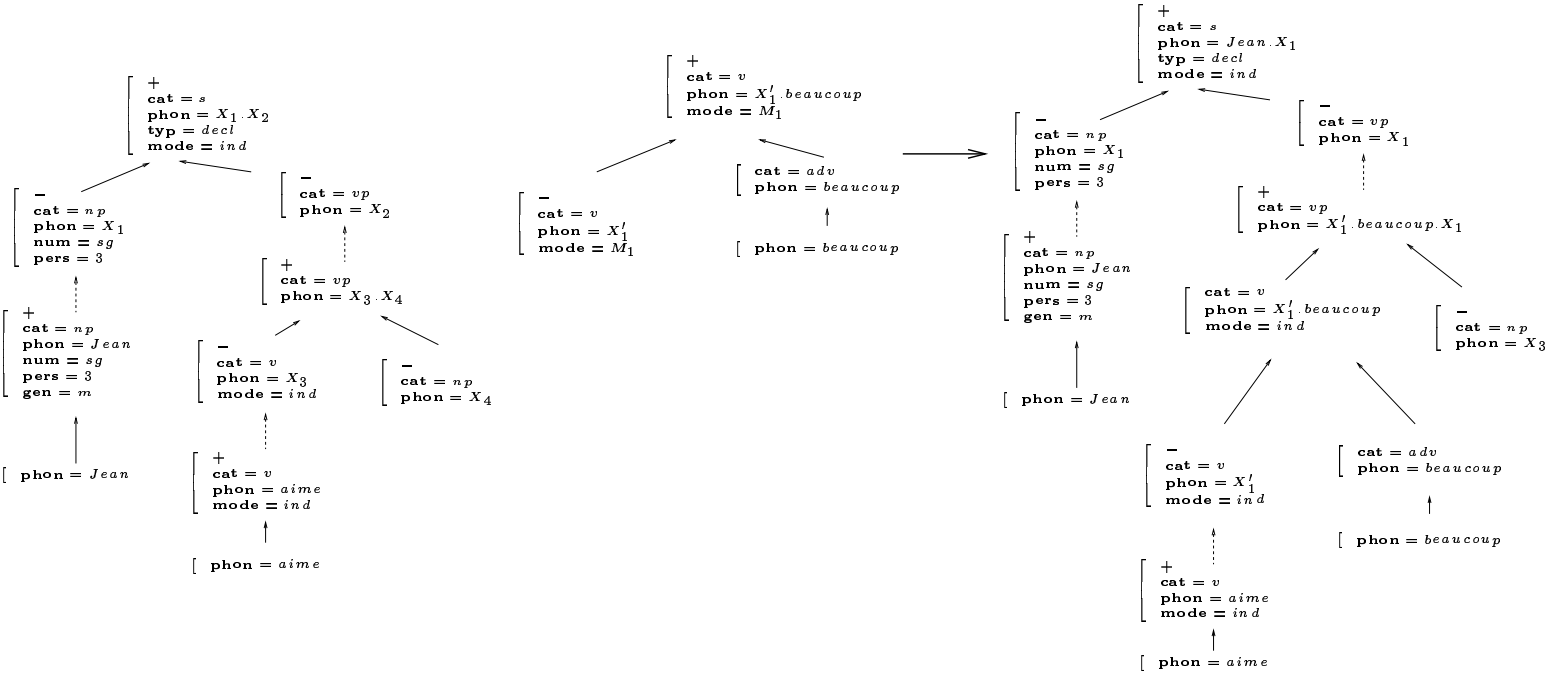 +
cat = s
phon = X₁.X₂
typ = decl
mode = ind
−
cat = np
phon = X₁
num = sg
pers = 3
−
cat = vp
phon = X₂
+
cat = vp
phon = X₃.X₄
+
cat = np
phon = Jean
num = sg
pers = 3
gen = m
−
cat = v
phon = X₃
mode = ind
−
cat = np
phon = X₄
[ phon = Jean
+
cat = v
phon = aime
mode = ind
[ phon = aime
+
cat = v
phon = X′₁.beaucoup
mode = M₁
−
cat = v
phon = X′₁
mode = M₁
cat = adv
phon = beaucoup
[ phon = beaucoup
+
cat = s
phon = Jean.X₁
typ = decl
mode = ind
−
cat = np
phon = X₁
num = sg
pers = 3
−
cat = vp
phon = X₁
+
cat = vp
phon = X′₁.beaucoup.X₁
+
cat = np
phon = Jean
num = sg
pers = 3
gen = m
cat = v
phon = X′₁.beaucoup
mode = ind
−
cat = np
phon = X₃
[ phon = Jean
−
cat = v
phon = X′₁
mode = ind
cat = adv
phon = beaucoup
[ phon = beaucoup
+
cat = v
phon = aime
mode = ind
[ phon = aime